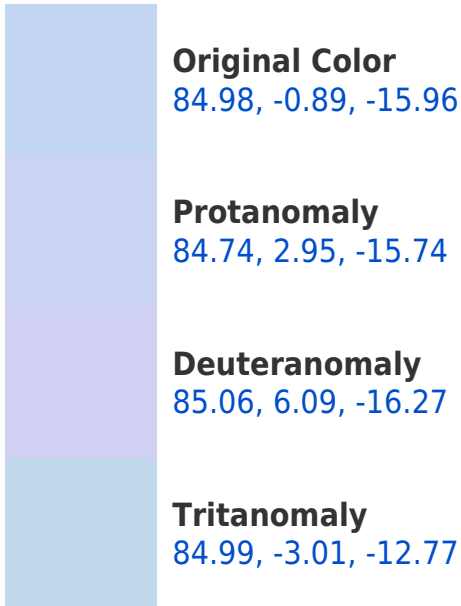 Original Color
84.98, -0.89, -15.96
Protanomaly
84.74, 2.95, -15.74
Deuteranomaly
85.06, 6.09, -16.27
Tritanomaly
84.99, -3.01, -12.77